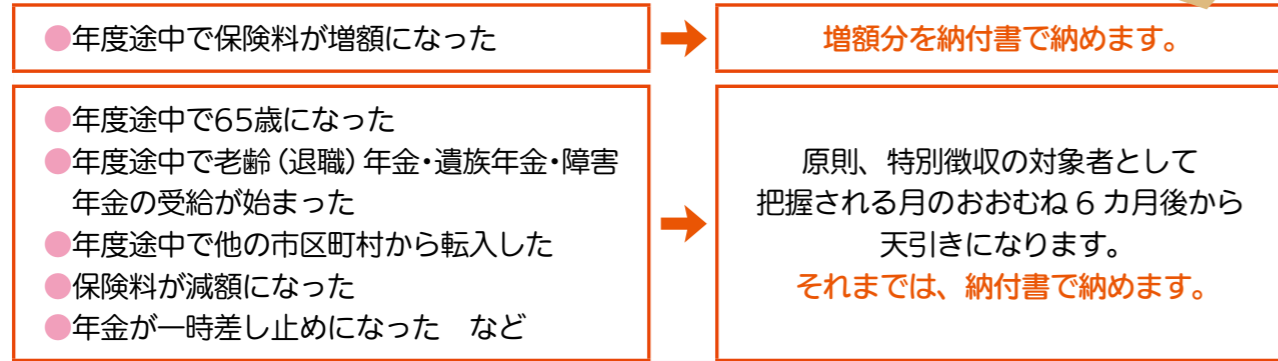 ●年度途中で保険料が増額になった
増額分を納付書で納めます。
●年度途中で65歳になった
●年度途中で老齢(退職)年金・遺族年金・障害
年金の受給が始まった
●年度途中で他の市区町村から転入した
●保険料が減額になった
●年金が一時差し止めになった　など
原則、特別徴収の対象者として
把握される月のおおむね6カ月後から
天引きになります。
それまでは、納付書で納めます。